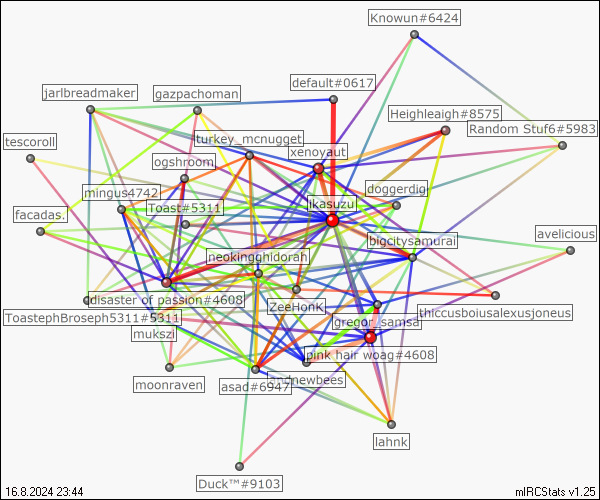 Knowun#6424
default#0617
jarlbreadmaker
gazpachoman
Heighleaigh#8575
Random Stuf6#5983
turkey_mcnugget
tescoroll
xenoyaut
ogshroom
doggerdig
mingus4742
Toast#5311
likasuzu
facadas.
bigcitysamurai
avelicious
neokingghidorah
disaster of passion#4608
ZeeHonK
thiccusboiusalexusjoneus
ToastephBroseph5311#5311
gregor_samsa
mukszi
pink hair woag#4608
moonraven
asad#6947
andnewbees
lahnk
Duck™#9103
16.8.2024 23:44
mIRCStats v1.25